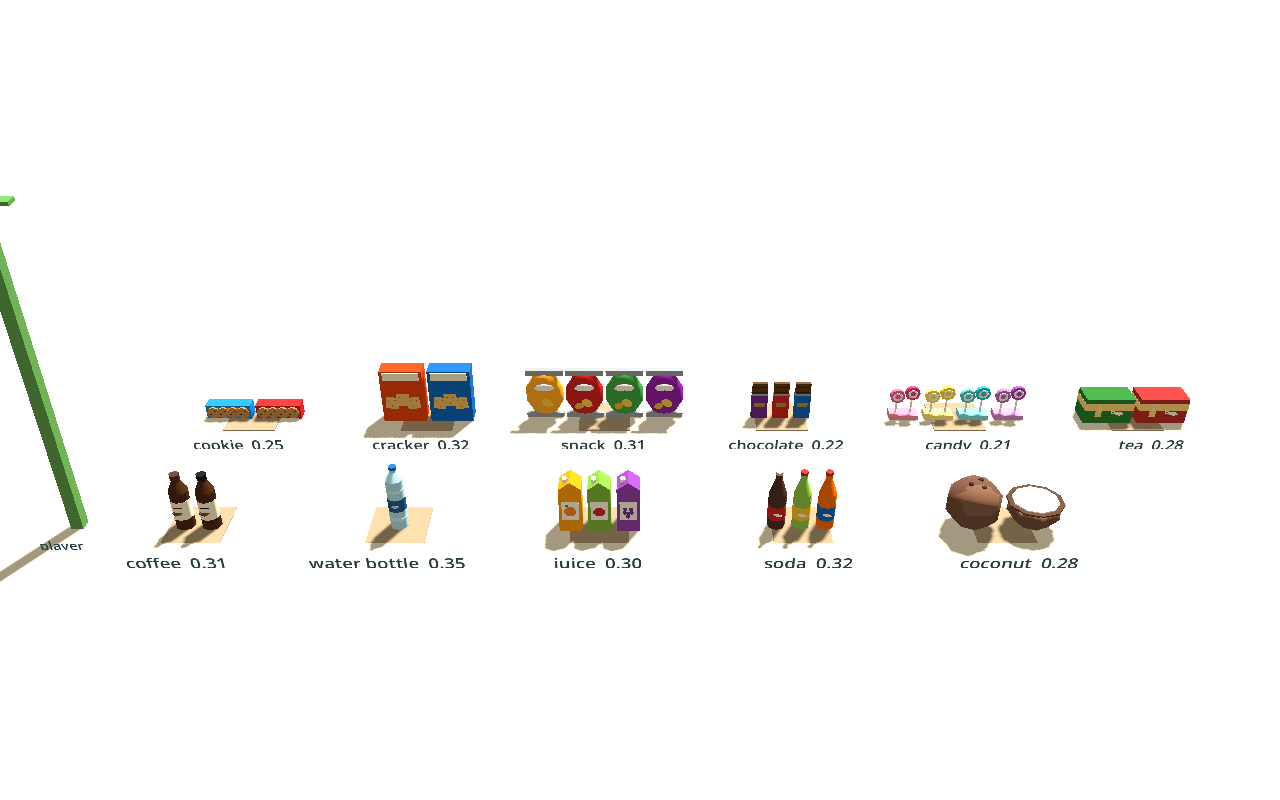 cookie 0.25
cracker 0.32
snack 0.31
chocolate 0.22
candy 0.21
tea 0.28
player
coffee 0.31
water bottle 0.35
juice 0.30
soda 0.32
coconut 0.28